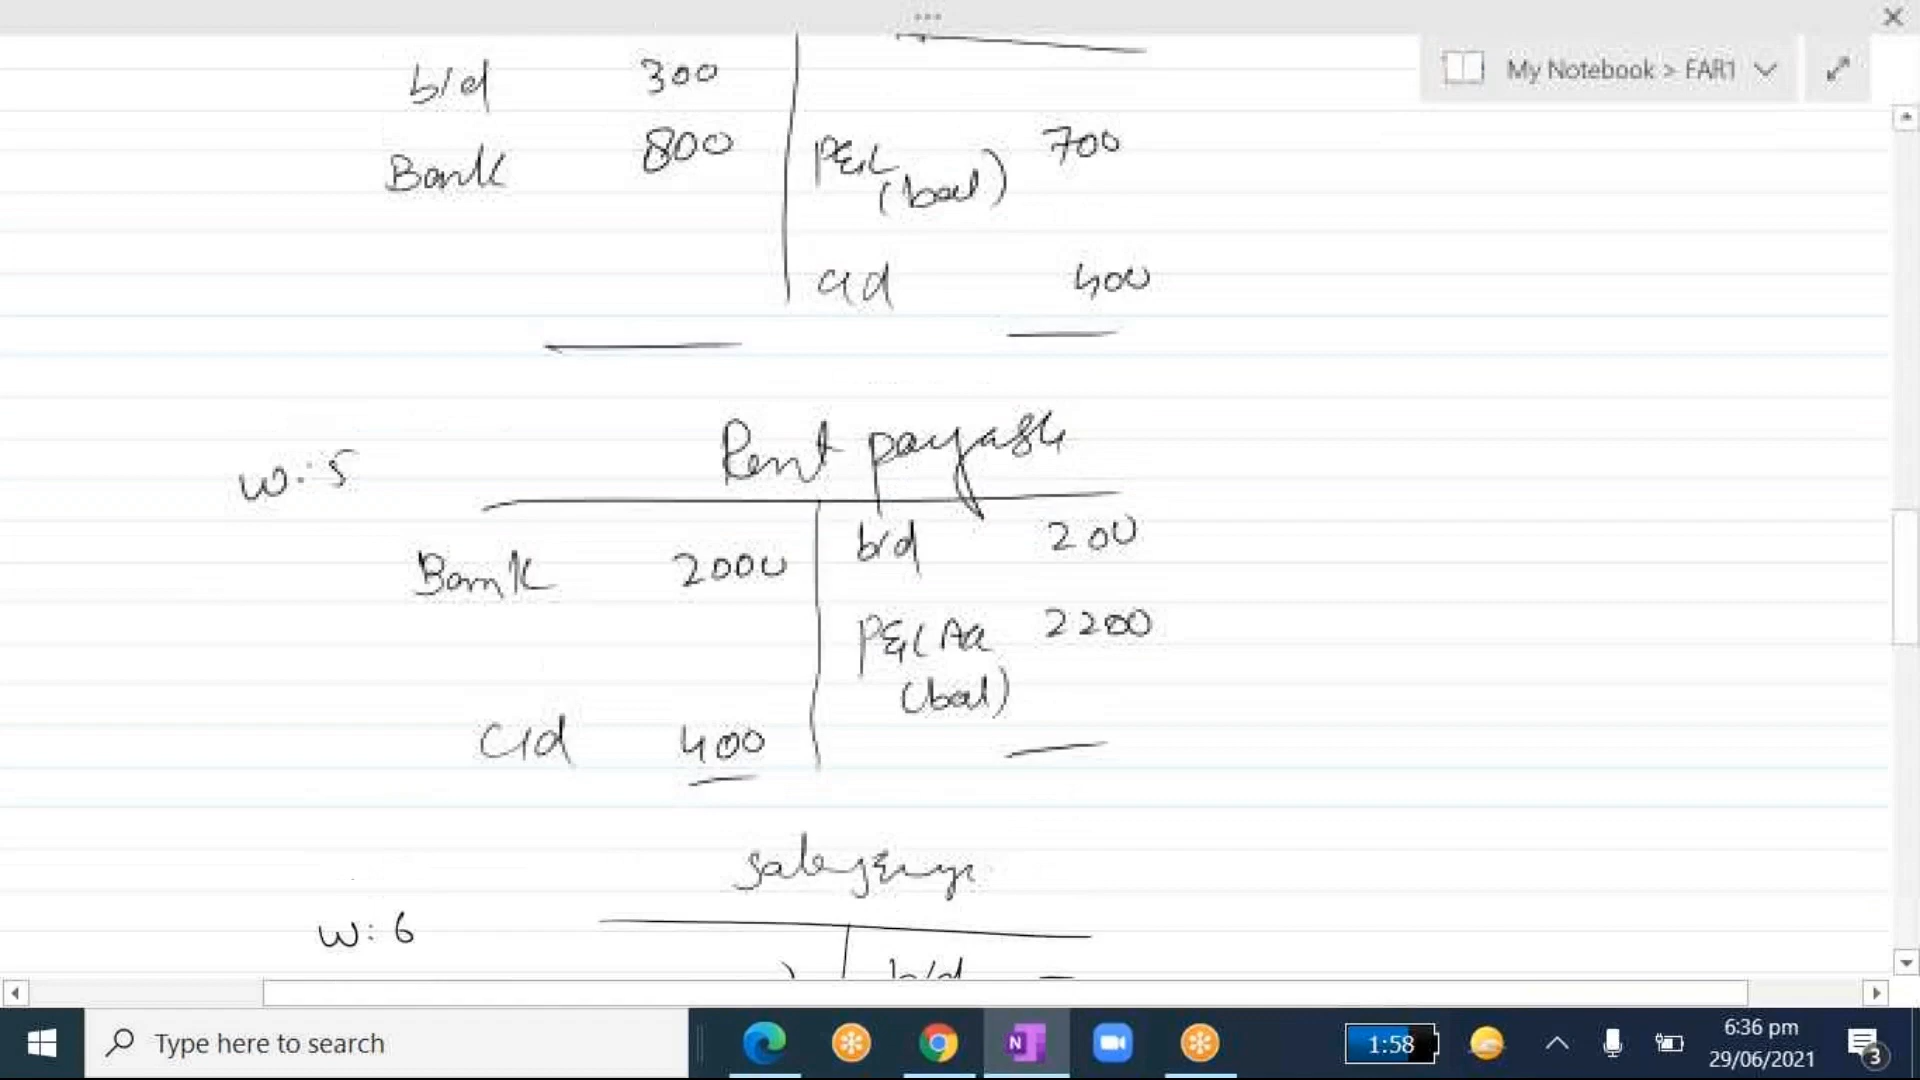 My Notebook > FAR1
b/d 300
Bank 800 P&L 700
(bal)
c/d 400
W:5 Rent payable
Bank 2000 b/d 200
P&L A/c 2200
(bal)
c/d 400
W:6
b/d
Type here to search
N
1:58
6:36 pm
29/06/2021
3